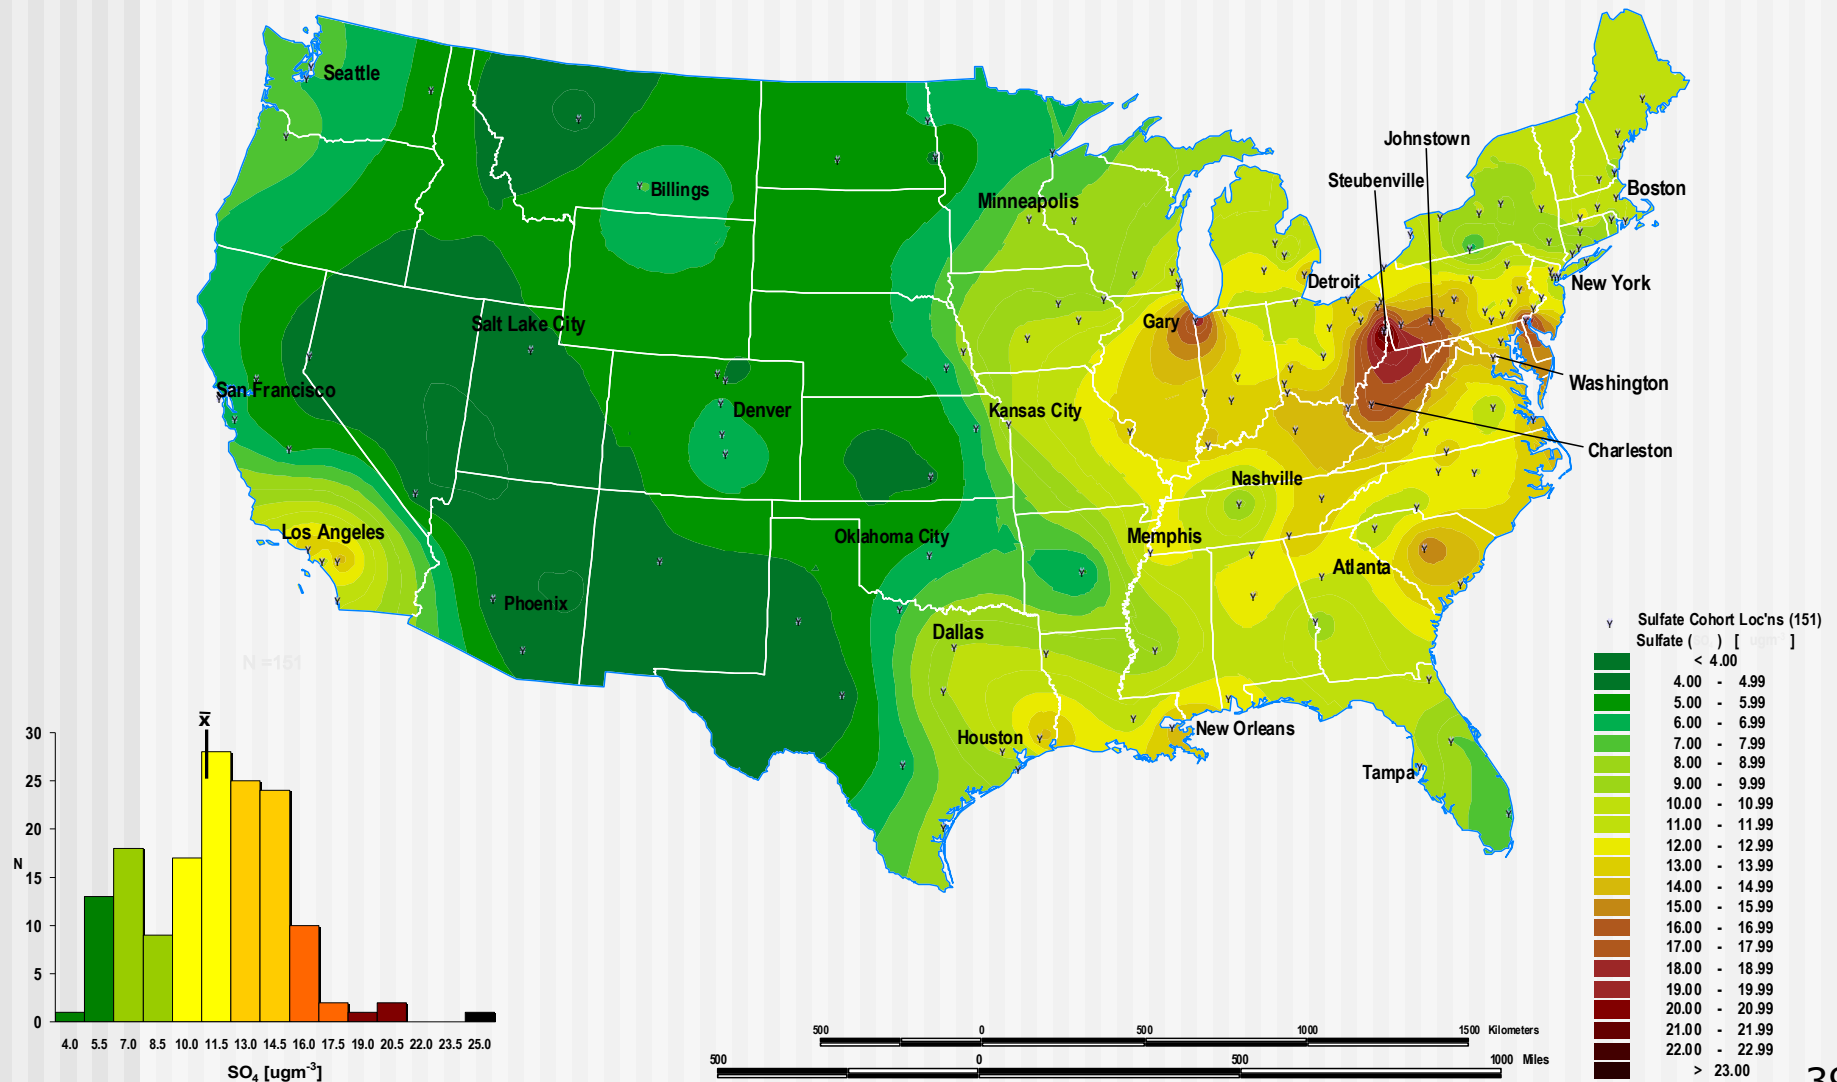 Johnstown
Seattle
Steubenville
Billings
Minneapolis
Boston
Detroit
New York
Salt Lake City
Gary
San Francisco
Washington
Denver
Kansas City
Charleston
Nashville
Los Angeles
Oklahoma City
Memphis
Atlanta
Phoenix
Dallas
Houston
New Orleans
Tampa
N =151
Sulfate Cohort Loc'ns (151)
Sulfate (SO₄) [ugm⁻³]
< 4.00
4.00 - 4.99
5.00 - 5.99
6.00 - 6.99
7.00 - 7.99
8.00 - 8.99
9.00 - 9.99
10.00 - 10.99
11.00 - 11.99
12.00 - 12.99
13.00 - 13.99
14.00 - 14.99
15.00 - 15.99
16.00 - 16.99
17.00 - 17.99
18.00 - 18.99
19.00 - 19.99
20.00 - 20.99
21.00 - 21.99
22.00 - 22.99
> 23.00
x̄
30
25
20
N
15
10
5
0
4.0 5.5 7.0 8.5 10.0 11.5 13.0 14.5 16.0 17.5 19.0 20.5 22.0 23.5 25.0
SO₄ [ugm⁻³]
500 0 500 1000 1500 Kilometers
500 0 500 1000 Miles